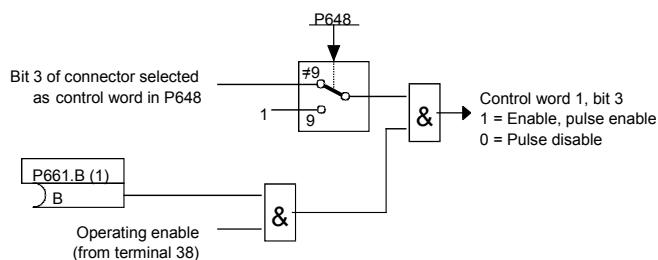 P648
Bit 3 of connector selected
as control word in P648
≠9
1
9
&
Control word 1, bit 3
1 = Enable, pulse enable
0 = Pulse disable
P661.B (1)
B
&
Operating enable
(from terminal 38)